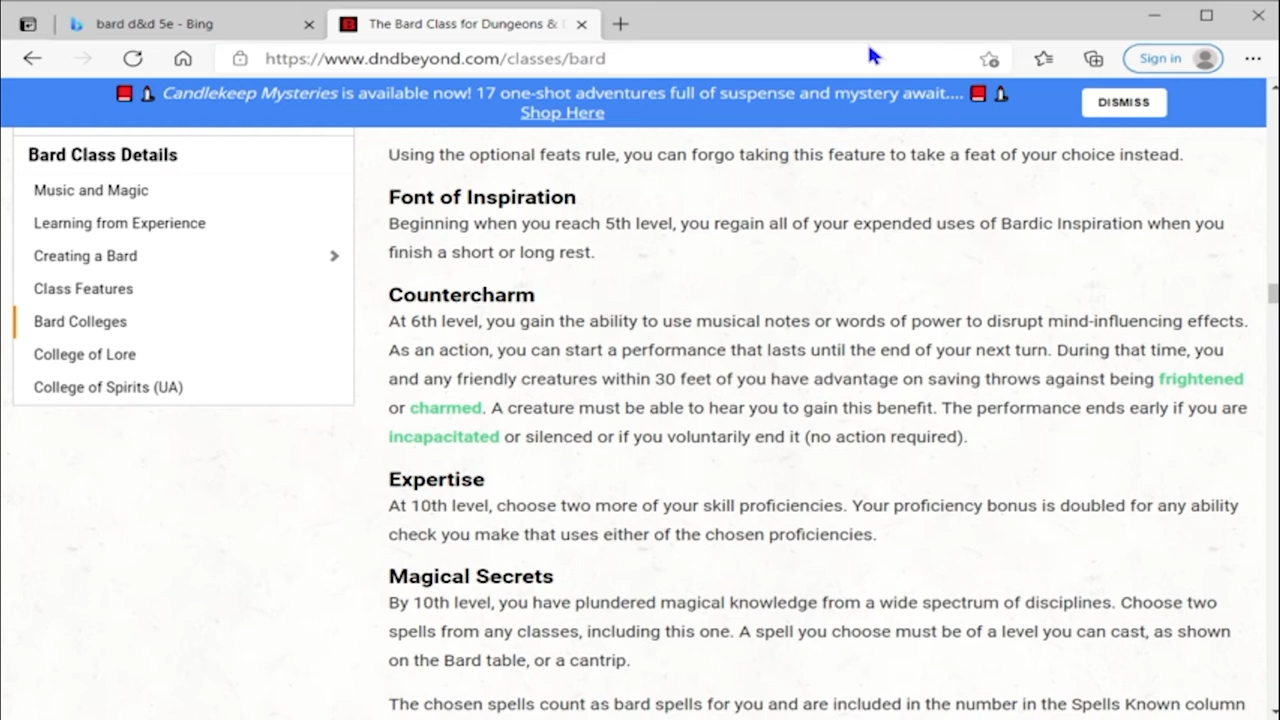 bard d&d 5e - Bing
The Bard Class for Dungeons & D
https://www.dndbeyond.com/classes/bard
Sign in
Candlekeep Mysteries is available now! 17 one-shot adventures full of suspense and mystery await....
Shop Here
DISMISS
Bard Class Details
Music and Magic
Learning from Experience
Creating a Bard
Class Features
Bard Colleges
College of Lore
College of Spirits (UA)
Using the optional feats rule, you can forgo taking this feature to take a feat of your choice instead.
Font of Inspiration
Beginning when you reach 5th level, you regain all of your expended uses of Bardic Inspiration when you
finish a short or long rest.
Countercharm
At 6th level, you gain the ability to use musical notes or words of power to disrupt mind-influencing effects.
As an action, you can start a performance that lasts until the end of your next turn. During that time, you
and any friendly creatures within 30 feet of you have advantage on saving throws against being frightened
or charmed. A creature must be able to hear you to gain this benefit. The performance ends early if you are
incapacitated or silenced or if you voluntarily end it (no action required).
Expertise
At 10th level, choose two more of your skill proficiencies. Your proficiency bonus is doubled for any ability
check you make that uses either of the chosen proficiencies.
Magical Secrets
By 10th level, you have plundered magical knowledge from a wide spectrum of disciplines. Choose two
spells from any classes, including this one. A spell you choose must be of a level you can cast, as shown
on the Bard table, or a cantrip.
The chosen spells count as bard spells for you and are included in the number in the Spells Known column